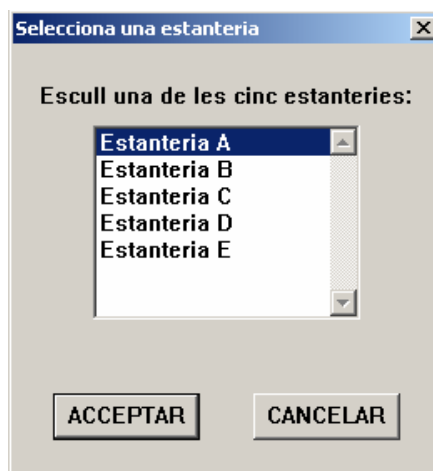 Selecciona una estanteria
Escull una de les cinc estanteries:
Estanteria A
Estanteria B
Estanteria C
Estanteria D
Estanteria E
ACCEPTAR CANCELAR